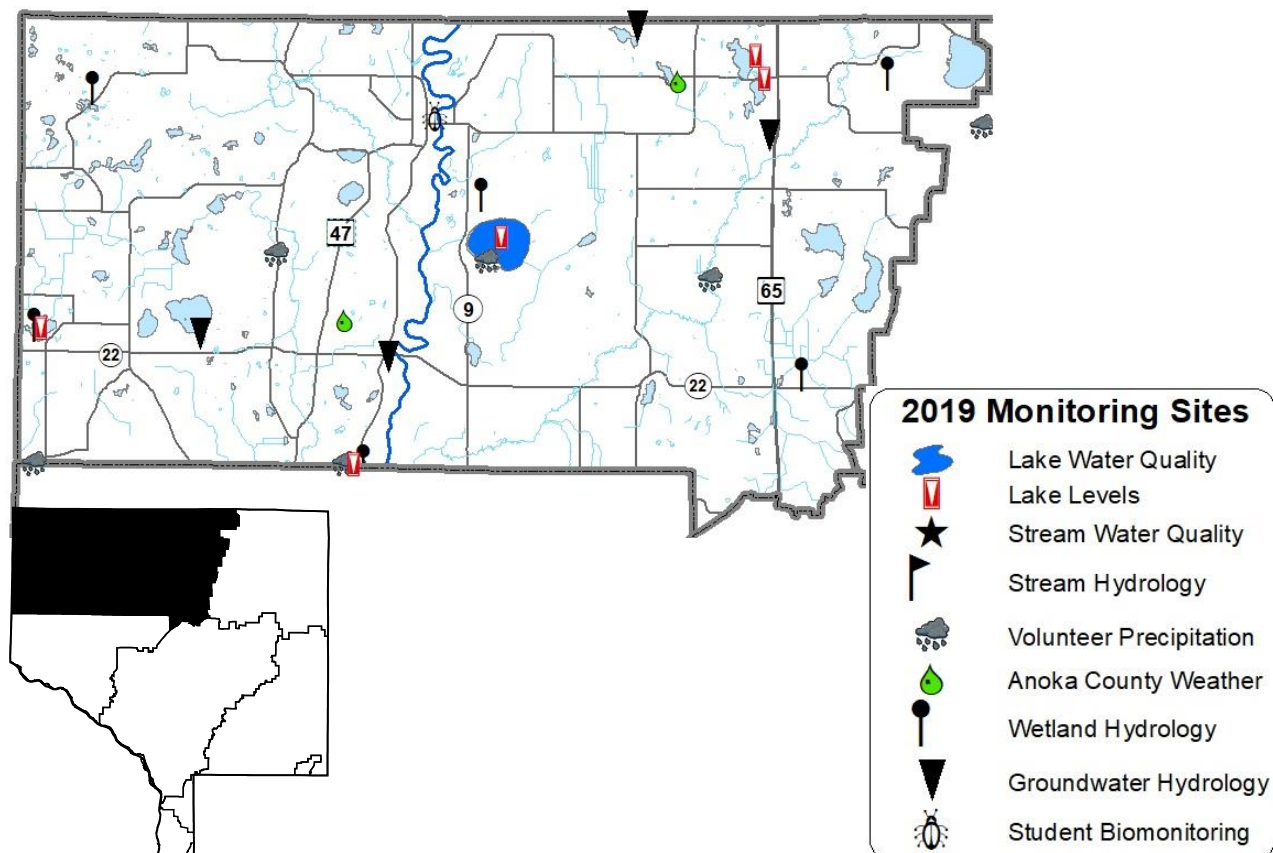 47
9
65
22
22
2019 Monitoring Sites
Lake Water Quality
Lake Levels
Stream Water Quality
Stream Hydrology
Volunteer Precipitation
Anoka County Weather
Wetland Hydrology
Groundwater Hydrology
Student Biomonitoring